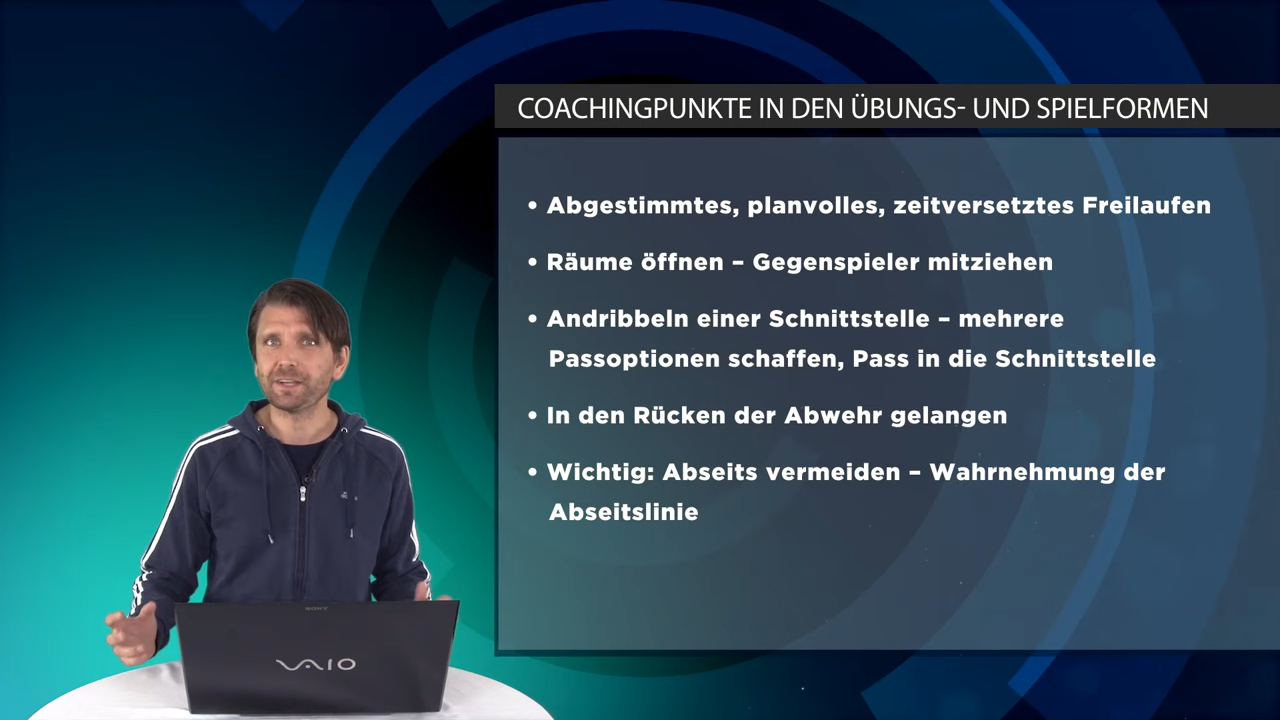 COACHINGPUNKTE IN DEN ÜBUNGS- UND SPIELFORMEN
• Abgestimmtes, planvolles, zeitversetztes Freilaufen
• Räume öffnen – Gegenspieler mitziehen
• Andribbeln einer Schnittstelle – mehrere
Passoptionen schaffen, Pass in die Schnittstelle
• In den Rücken der Abwehr gelangen
• Wichtig: Abseits vermeiden – Wahrnehmung der
Abseitslinie
SONY
VAIO